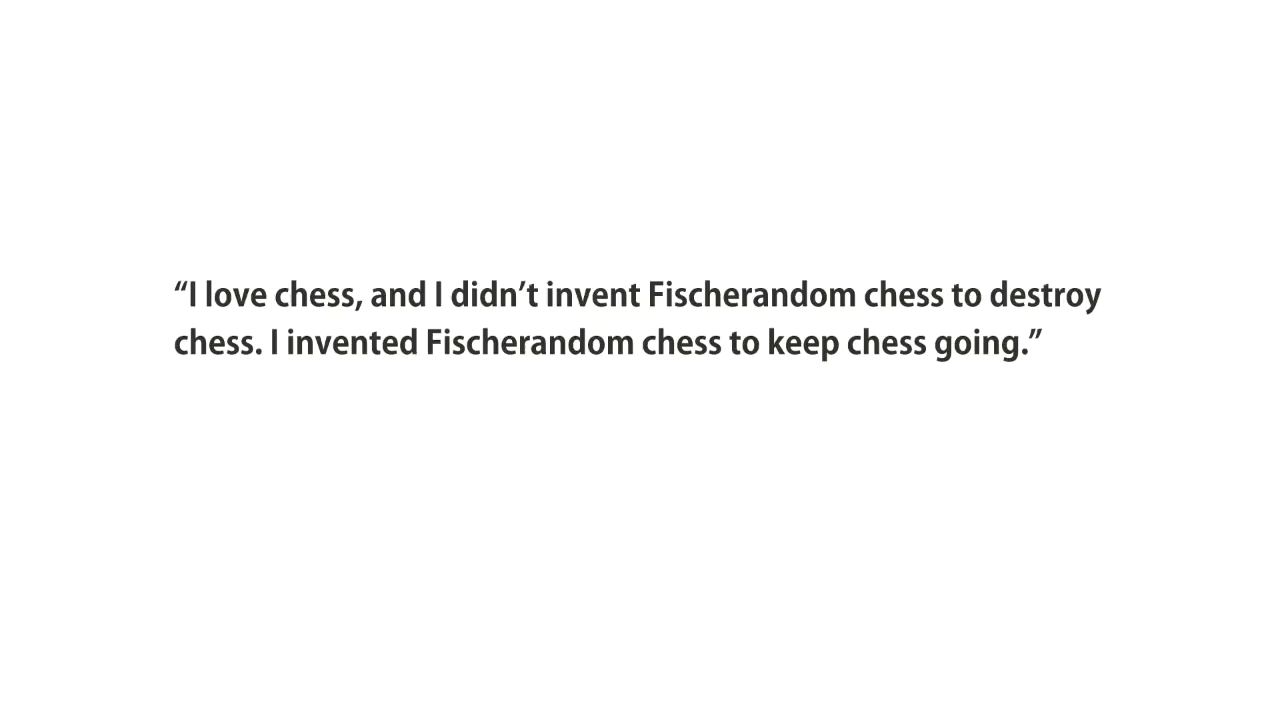 “I love chess, and I didn’t invent Fischerandom chess to destroy
chess. I invented Fischerandom chess to keep chess going.”